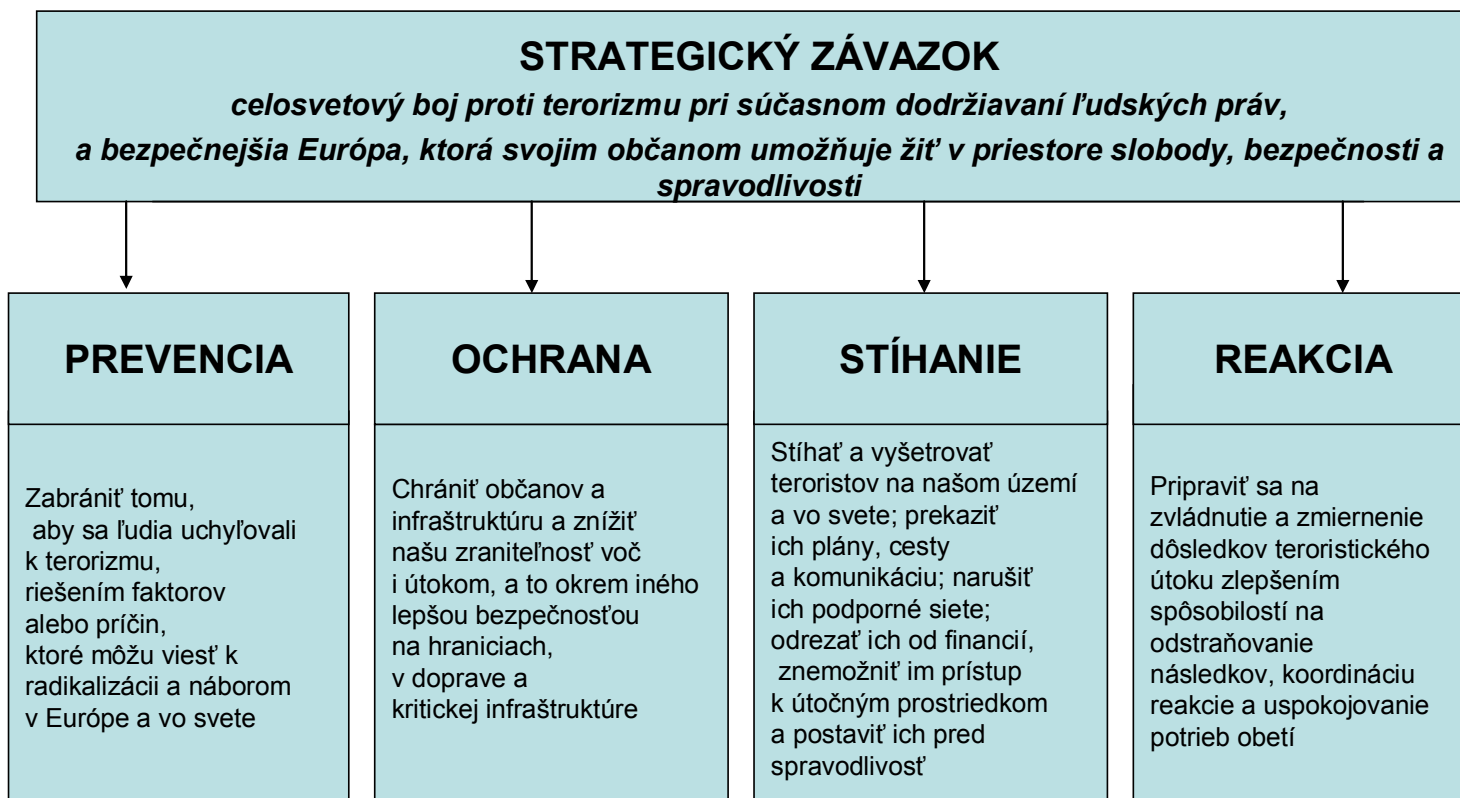 STRATEGICKÝ ZÁVAZOK
celosvetový boj proti terorizmu pri súčasnom dodržiavaní ľudských práv,
a bezpečnejšia Európa, ktorá svojim občanom umožňuje žiť v priestore slobody, bezpečnosti a
spravodlivosti
PREVENCIA
Zabrániť tomu,
aby sa ľudia uchyľovali
k terorizmu,
riešením faktorov
alebo príčin,
ktoré môžu viesť k
radikalizácii a náborom
v Európe a vo svete
OCHRANA
Chrániť občanov a
infraštruktúru a znížiť
našu zraniteľnosť voč
i útokom, a to okrem iného
lepšou bezpečnosťou
na hraniciach,
v doprave a
kritickej infraštruktúre
STÍHANIE
Stíhať a vyšetrovať
teroristov na našom území
a vo svete; prekaziť
ich plány, cesty
a komunikáciu; narušiť
ich podporné siete;
odrezať ich od financií,
znemožniť im prístup
k útočným prostriedkom
a postaviť ich pred
spravodlivosť
REAKCIA
Pripraviť sa na
zvládnutie a zmiernenie
dôsledkov teroristického
útoku zlepšením
spôsobilostí na
odstraňovanie
následkov, koordináciu
reakcie a uspokojovanie
potrieb obetí